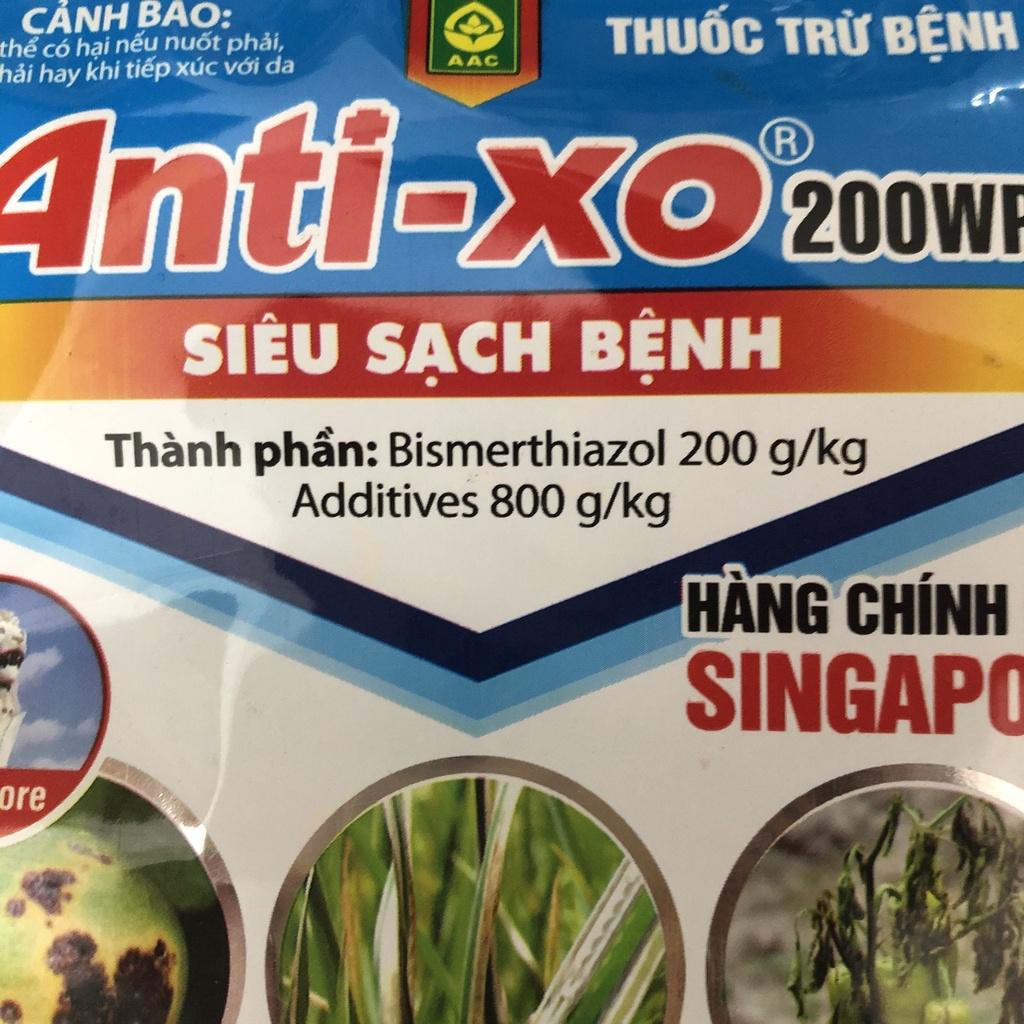 CẢNH BÁO:
thể có hại nếu nuốt phải,
hải hay khi tiếp xúc với da
AAC
THUỐC TRỪ BỆNH
Anti-xo® 200WP
SIÊU SẠCH BỆNH
Thành phần: Bismerthiazol 200 g/kg
Additives 800 g/kg
HÀNG CHÍNH
SINGAPO
ore